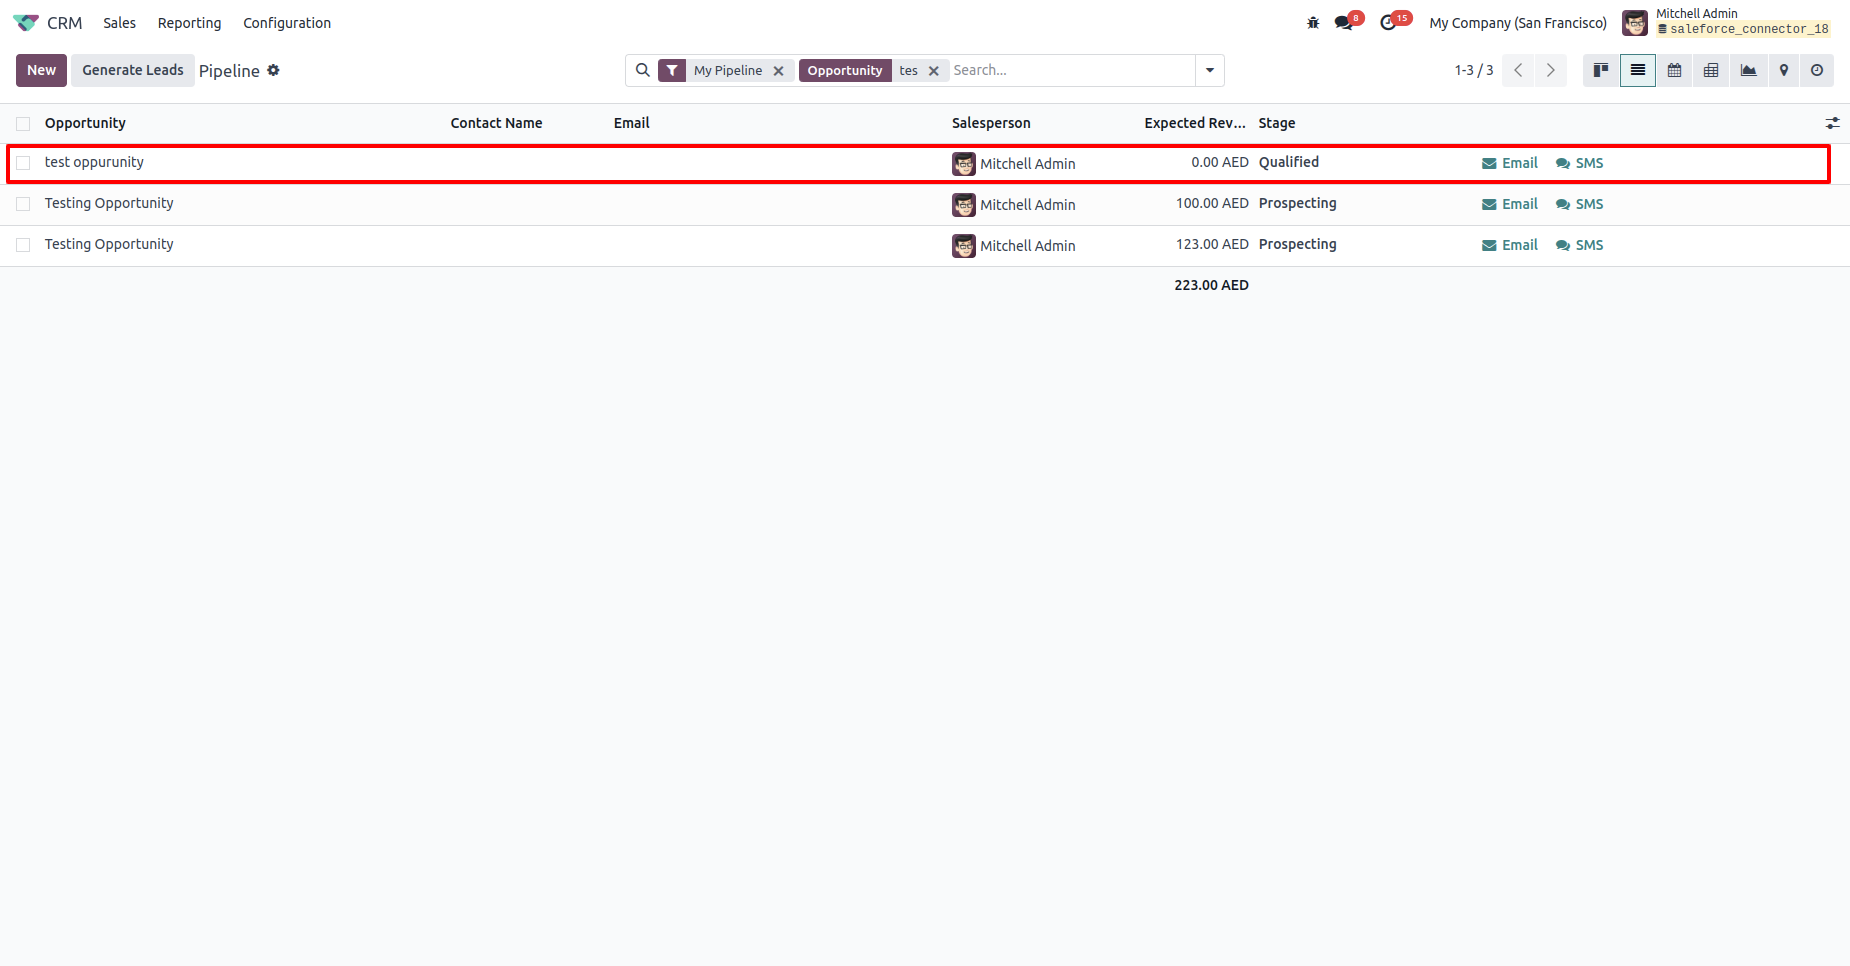 CRM Sales Reporting Configuration 8 15 My Company (San Francisco) Mitchell Admin
saleforce_connector_18
New Generate Leads Pipeline My Pipeline Opportunity tes Search... 1-3 / 3
Opportunity Contact Name Email Salesperson Expected Rev... Stage
test oppurunity Mitchell Admin 0.00 AED Qualified Email SMS
Testing Opportunity Mitchell Admin 100.00 AED Prospecting Email SMS
Testing Opportunity Mitchell Admin 123.00 AED Prospecting Email SMS
223.00 AED